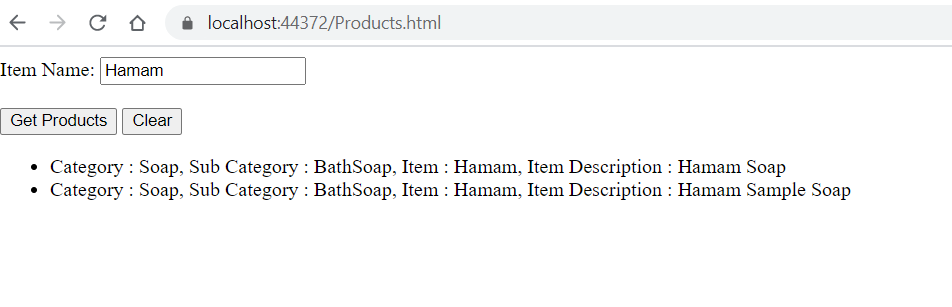 localhost:44372/Products.html
Item Name: Hamam
Get Products Clear
Category : Soap, Sub Category : BathSoap, Item : Hamam, Item Description : Hamam Soap
Category : Soap, Sub Category : BathSoap, Item : Hamam, Item Description : Hamam Sample Soap